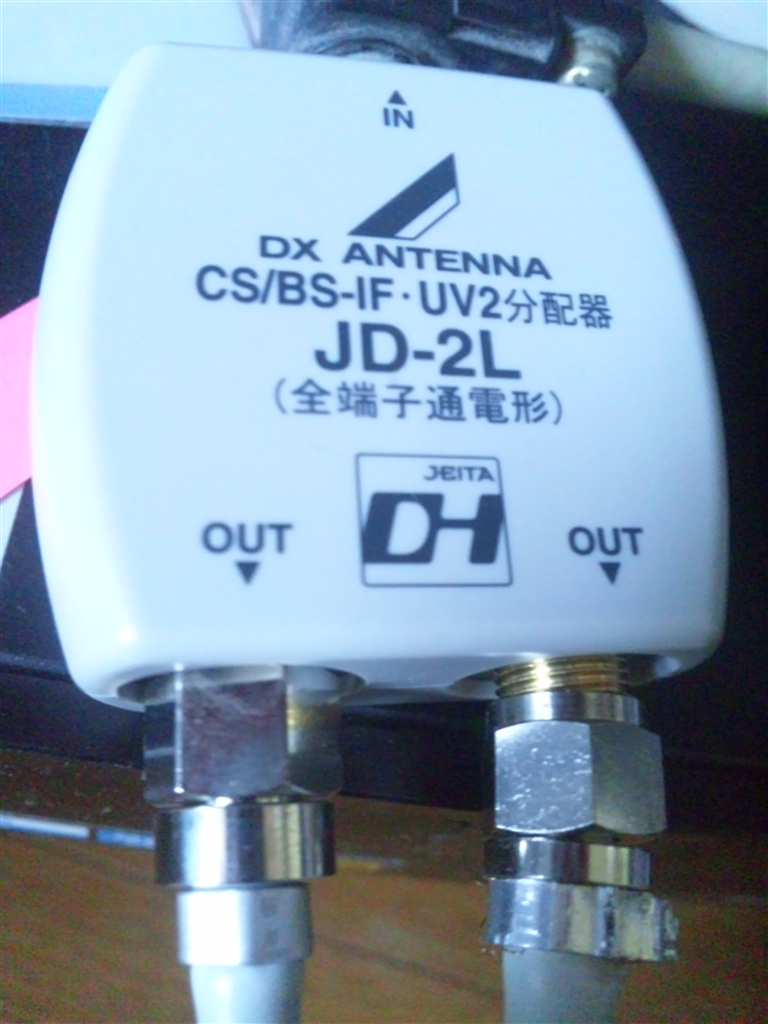 ▲
IN
DX ANTENNA
CS/BS-IF・UV2分配器
JD-2L
(全端子通電形)
JEITA
DH
OUT OUT
▼ ▼